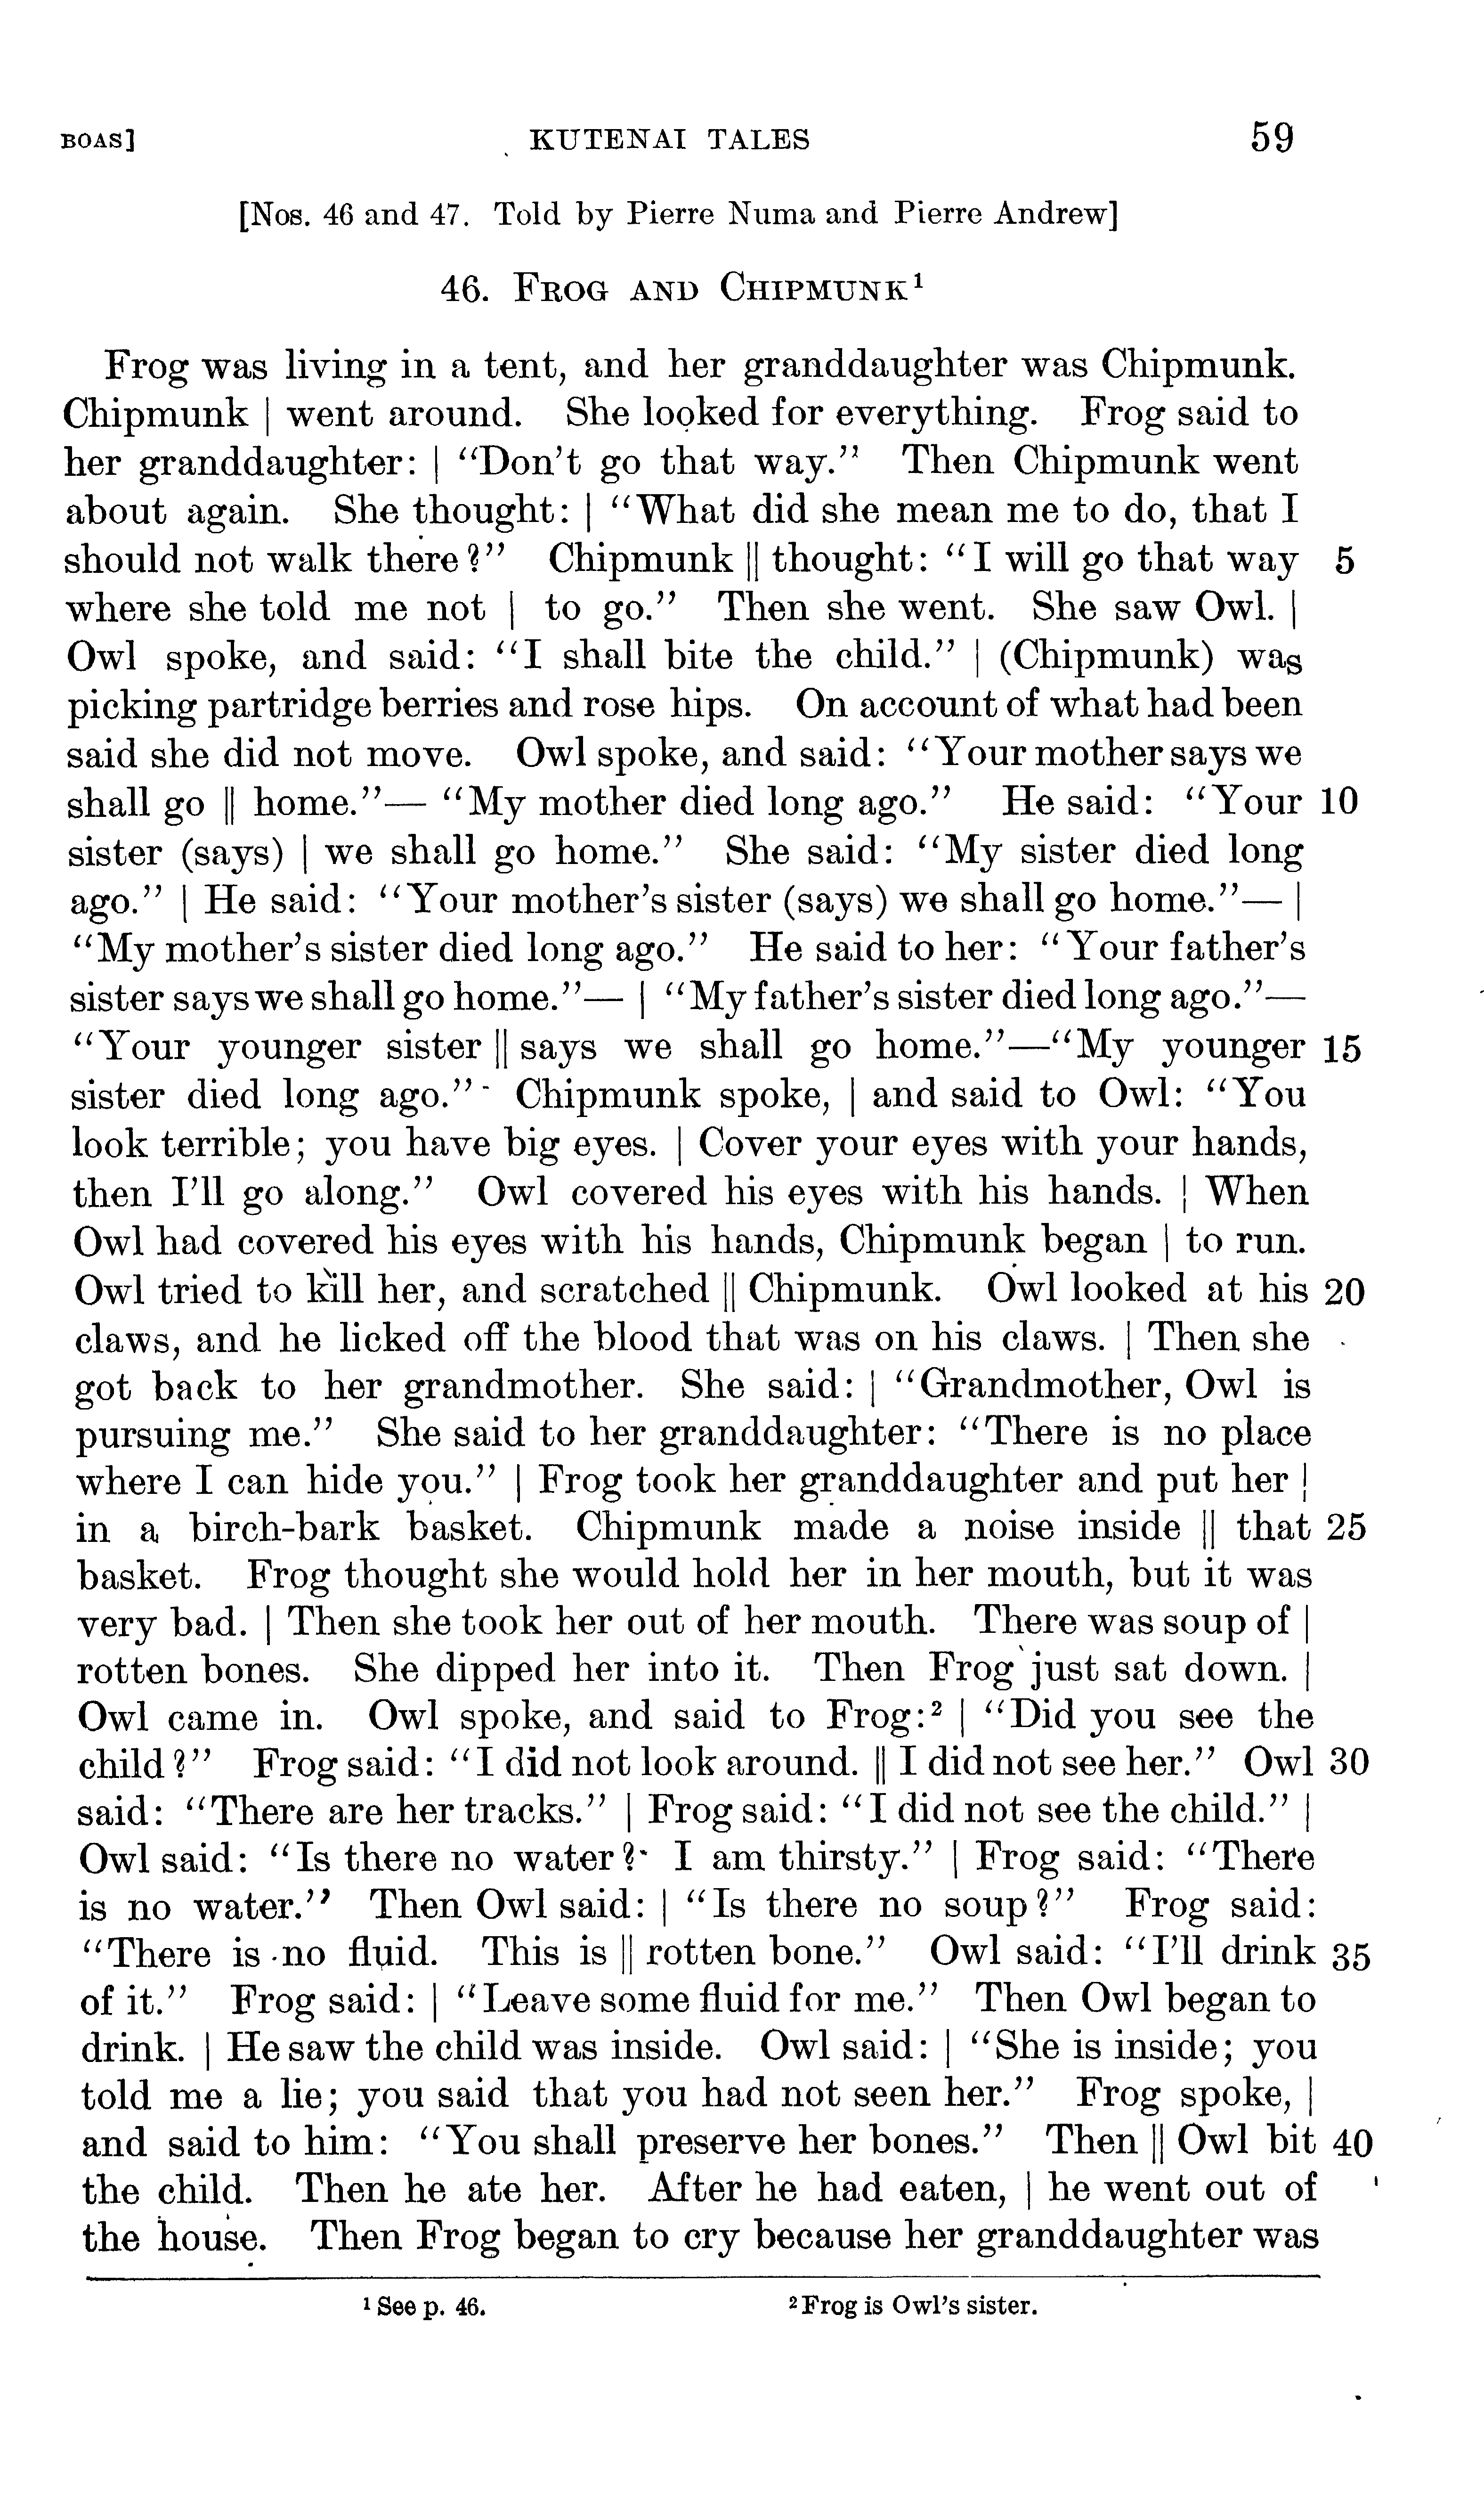 BOAS] KUTENAI TALES 59
[Nos. 46 and 47. Told by Pierre Numa and Pierre Andrew]
46. FROG AND CHIPMUNK¹
Frog was living in a tent, and her granddaughter was Chipmunk.
Chipmunk | went around. She looked for everything. Frog said to
her granddaughter: | “Don’t go that way.” Then Chipmunk went
about again. She thought: | “What did she mean me to do, that I
should not walk there?” Chipmunk || thought: “I will go that way 5
where she told me not | to go.” Then she went. She saw Owl. |
Owl spoke, and said: “I shall bite the child.” | (Chipmunk) was
picking partridge berries and rose hips. On account of what had been
said she did not move. Owl spoke, and said: “Your mother says we
shall go || home.”— “My mother died long ago.” He said: “Your 10
sister (says) | we shall go home.” She said: “My sister died long
ago.” | He said: “Your mother’s sister (says) we shall go home.”— |
“My mother’s sister died long ago.” He said to her: “Your father’s
sister says we shall go home.”— | “My father’s sister died long ago.”—
“Your younger sister || says we shall go home.”—“My younger 15
sister died long ago.” Chipmunk spoke, | and said to Owl: “You
look terrible; you have big eyes. | Cover your eyes with your hands,
then I’ll go along.” Owl covered his eyes with his hands. | When
Owl had covered his eyes with his hands, Chipmunk began | to run.
Owl tried to kill her, and scratched || Chipmunk. Owl looked at his 20
claws, and he licked off the blood that was on his claws. | Then she
got back to her grandmother. She said: | “Grandmother, Owl is
pursuing me.” She said to her granddaughter: “There is no place
where I can hide you.” | Frog took her granddaughter and put her |
in a birch-bark basket. Chipmunk made a noise inside || that 25
basket. Frog thought she would hold her in her mouth, but it was
very bad. | Then she took her out of her mouth. There was soup of |
rotten bones. She dipped her into it. Then Frog just sat down. |
Owl came in. Owl spoke, and said to Frog:² | “Did you see the
child?” Frog said: “I did not look around. || I did not see her.” Owl 30
said: “There are her tracks.” | Frog said: “I did not see the child.” |
Owl said: “Is there no water? I am thirsty.” | Frog said: “There
is no water.” Then Owl said: | “Is there no soup?” Frog said:
“There is no fluid. This is || rotten bone.” Owl said: “I’ll drink 35
of it.” Frog said: | “Leave some fluid for me.” Then Owl began to
drink. | He saw the child was inside. Owl said: | “She is inside; you
told me a lie; you said that you had not seen her.” Frog spoke, |
and said to him: “You shall preserve her bones.” Then || Owl bit 40
the child. Then he ate her. After he had eaten, | he went out of
the house. Then Frog began to cry because her granddaughter was
¹ See p. 46. ² Frog is Owl’s sister.